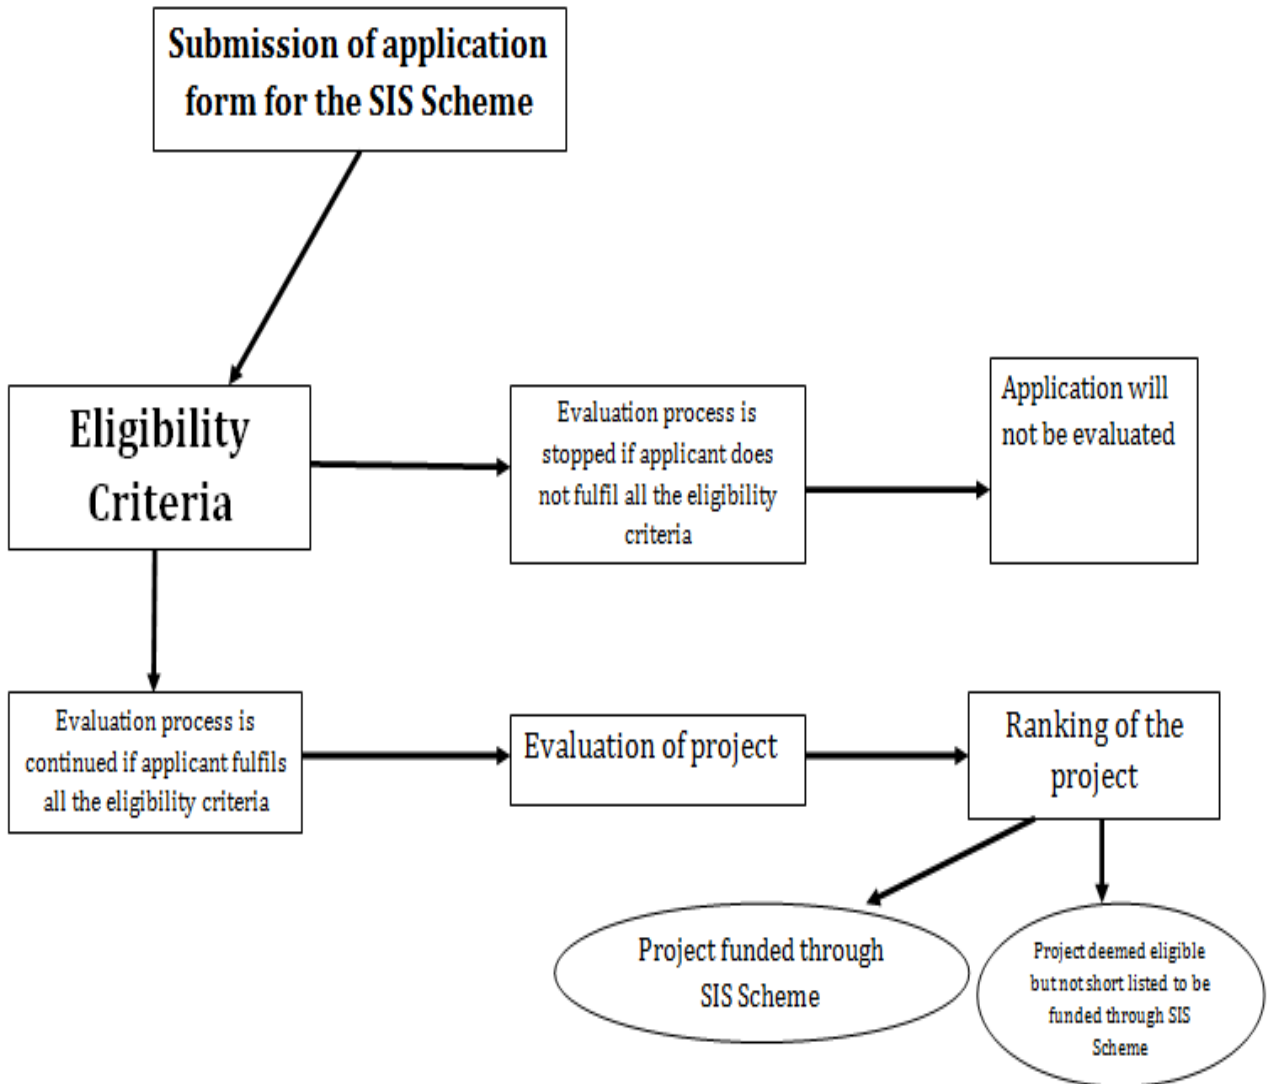 Submission of application
form for the SIS Scheme
Eligibility
Criteria
Evaluation process is
stopped if applicant does
not fulfil all the eligibility
criteria
Application will
not be evaluated
Evaluation process is
continued if applicant fulfils
all the eligibility criteria
Evaluation of project
Ranking of the
project
Project funded through
SIS Scheme
Project deemed eligible
but not short listed to be
funded through SIS
Scheme